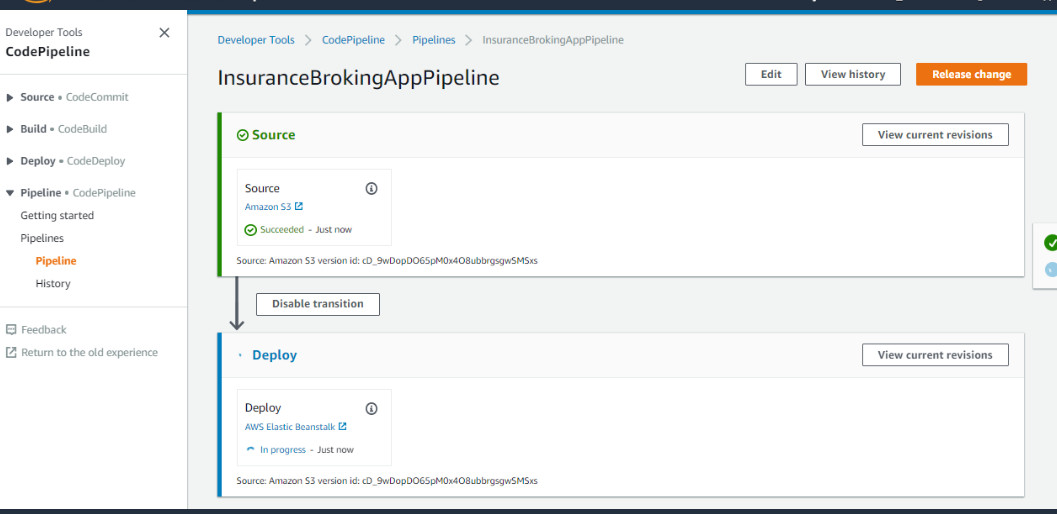 Developer Tools
CodePipeline
Source • CodeCommit
Build • CodeBuild
Deploy • CodeDeploy
Pipeline • CodePipeline
Getting started
Pipelines
Pipeline
History
Feedback
Return to the old experience
Developer Tools > CodePipeline > Pipelines > InsuranceBrokingAppPipeline
InsuranceBrokingAppPipeline
Edit
View history
Release change
Source
View current revisions
Source
Amazon S3
Succeeded - Just now
Source: Amazon S3 version id: cD_9wDopDO65pM0x4O8ubbrgsgwSMSxs
Disable transition
Deploy
View current revisions
Deploy
AWS Elastic Beanstalk
In progress - Just now
Source: Amazon S3 version id: cD_9wDopDO65pM0x4O8ubbrgsgwSMSxs